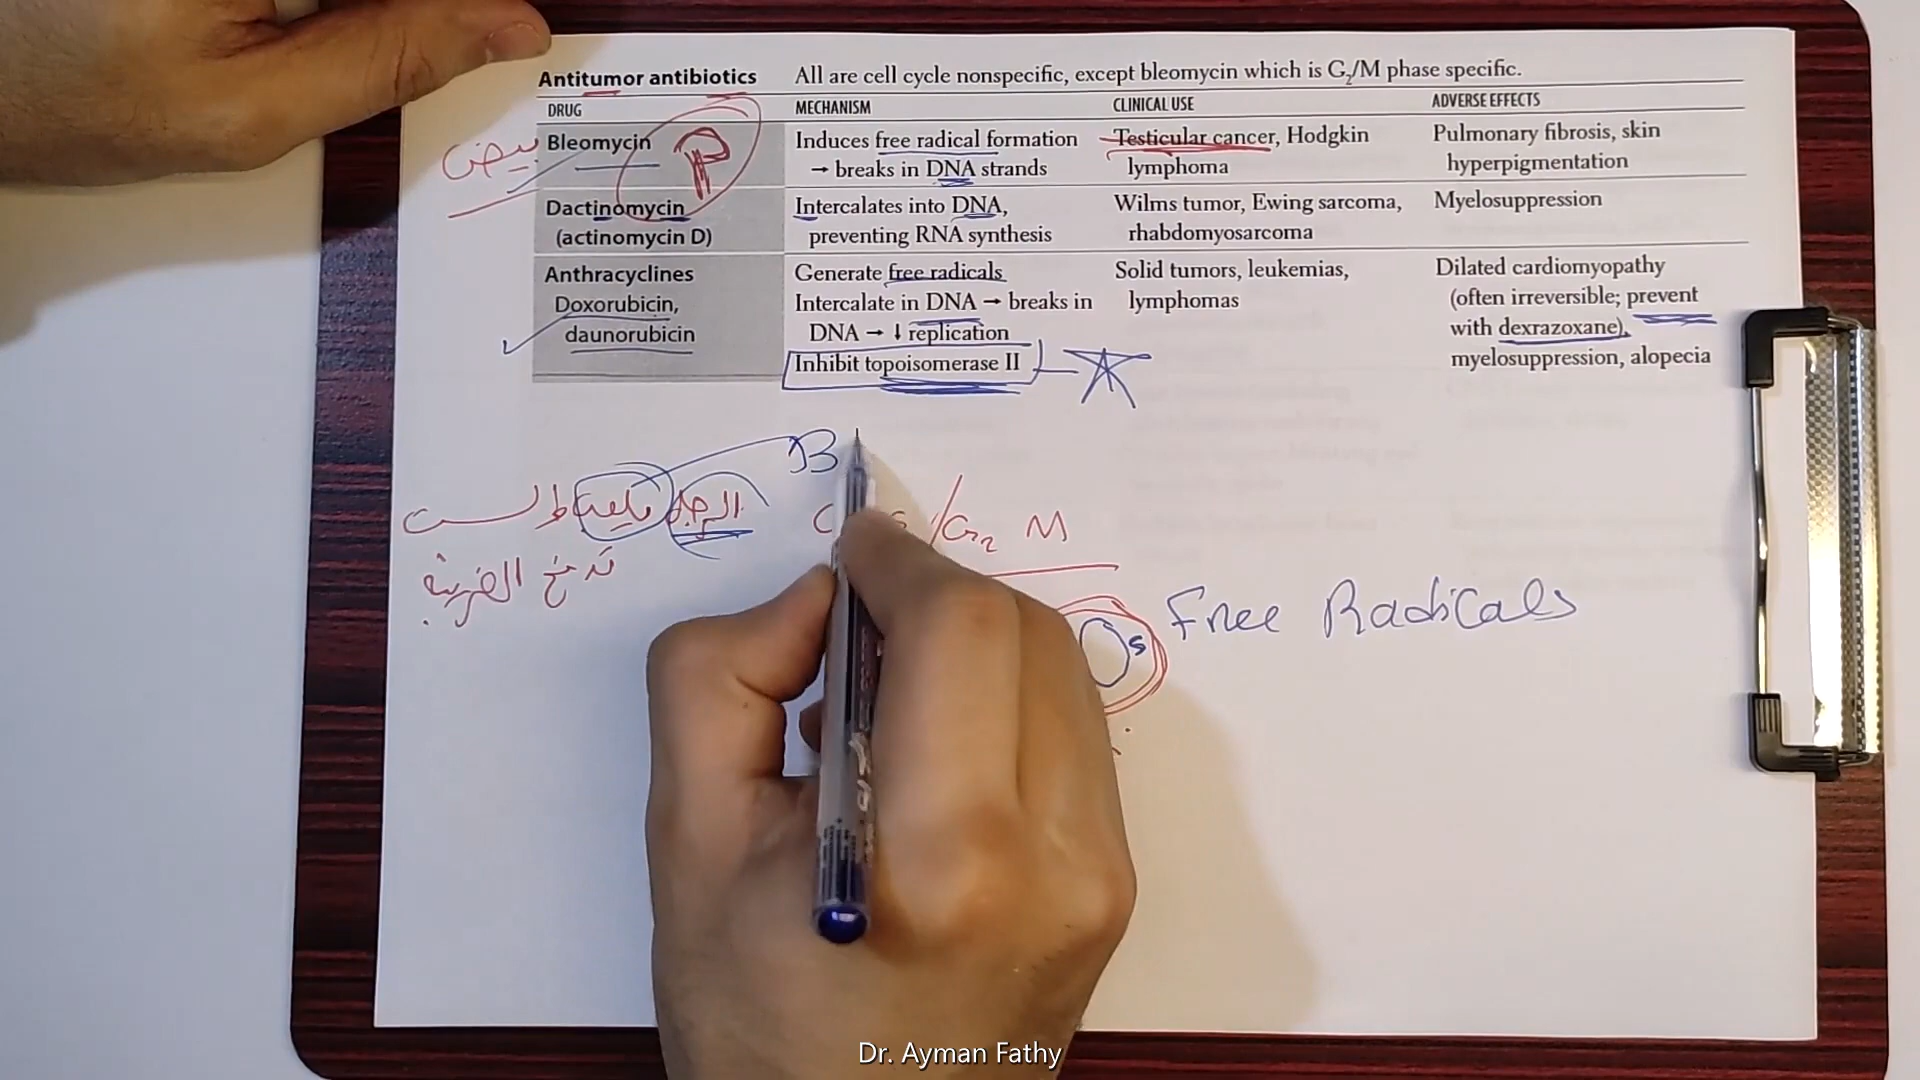 Antitumor antibiotics All are cell cycle nonspecific, except bleomycin which is G₂/M phase specific.
DRUG MECHANISM CLINICAL USE ADVERSE EFFECTS
Bleomycin Induces free radical formation Testicular cancer, Hodgkin Pulmonary fibrosis, skin
→ breaks in DNA strands lymphoma hyperpigmentation
Dactinomycin Intercalates into DNA, Wilms tumor, Ewing sarcoma, Myelosuppression
(actinomycin D) preventing RNA synthesis rhabdomyosarcoma
Anthracyclines Generate free radicals Solid tumors, leukemias, Dilated cardiomyopathy
Doxorubicin, Intercalate in DNA → breaks in lymphomas (often irreversible; prevent
daunorubicin DNA → ↓ replication with dexrazoxane),
Inhibit topoisomerase II myelosuppression, alopecia
B
الرجل
/G₂ M
Free Radicals
Dr. Ayman Fathy